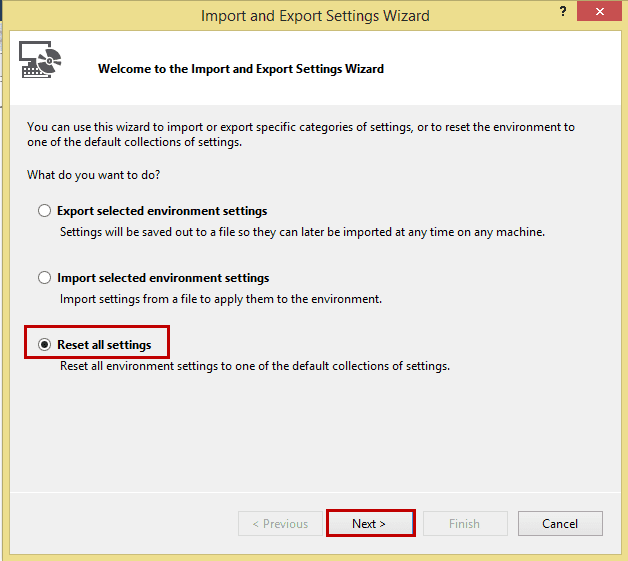 Import and Export Settings Wizard
?
Welcome to the Import and Export Settings Wizard
You can use this wizard to import or export specific categories of settings, or to reset the environment to
one of the default collections of settings.
What do you want to do?
Export selected environment settings
Settings will be saved out to a file so they can later be imported at any time on any machine.
Import selected environment settings
Import settings from a file to apply them to the environment.
Reset all settings
Reset all environment settings to one of the default collections of settings.
< Previous
Next >
Finish
Cancel